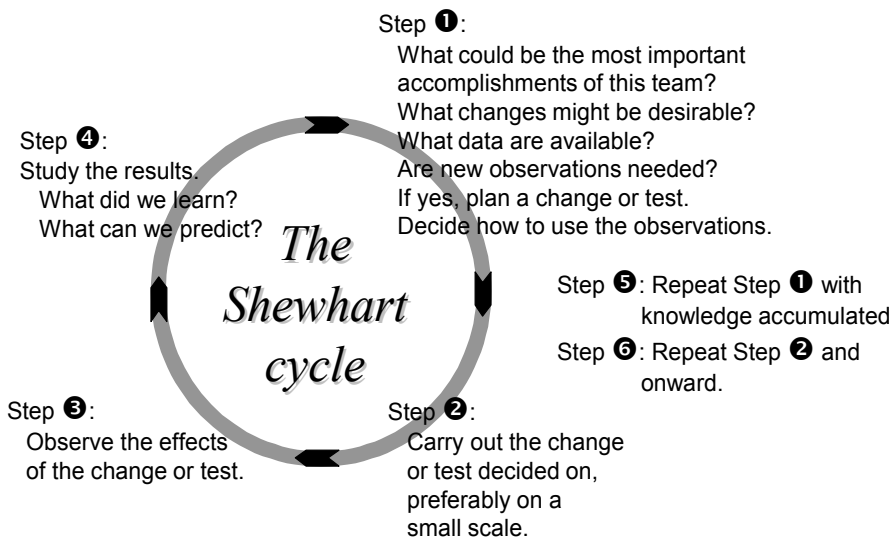 Step ❶:
What could be the most important
accomplishments of this team?
What changes might be desirable?
What data are available?
Are new observations needed?
If yes, plan a change or test.
Decide how to use the observations.
Step ❹:
Study the results.
What did we learn?
What can we predict?
The
Shewhart
cycle
Step ❺: Repeat Step ❶ with
knowledge accumulated
Step ❻: Repeat Step ❷ and
onward.
Step ❸:
Observe the effects
of the change or test.
Step ❷:
Carry out the change
or test decided on,
preferably on a
small scale.